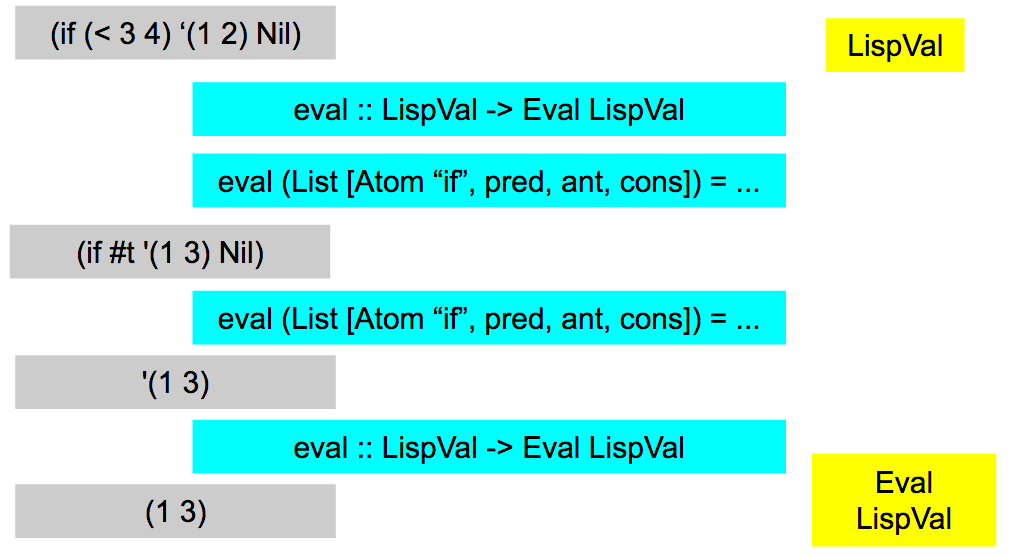 (if (< 3 4) ‘(1 2) Nil)
LispVal
eval :: LispVal -> Eval LispVal
eval (List [Atom “if”, pred, ant, cons]) = ...
(if #t '(1 3) Nil)
eval (List [Atom “if”, pred, ant, cons]) = ...
'(1 3)
eval :: LispVal -> Eval LispVal
Eval
LispVal
(1 3)